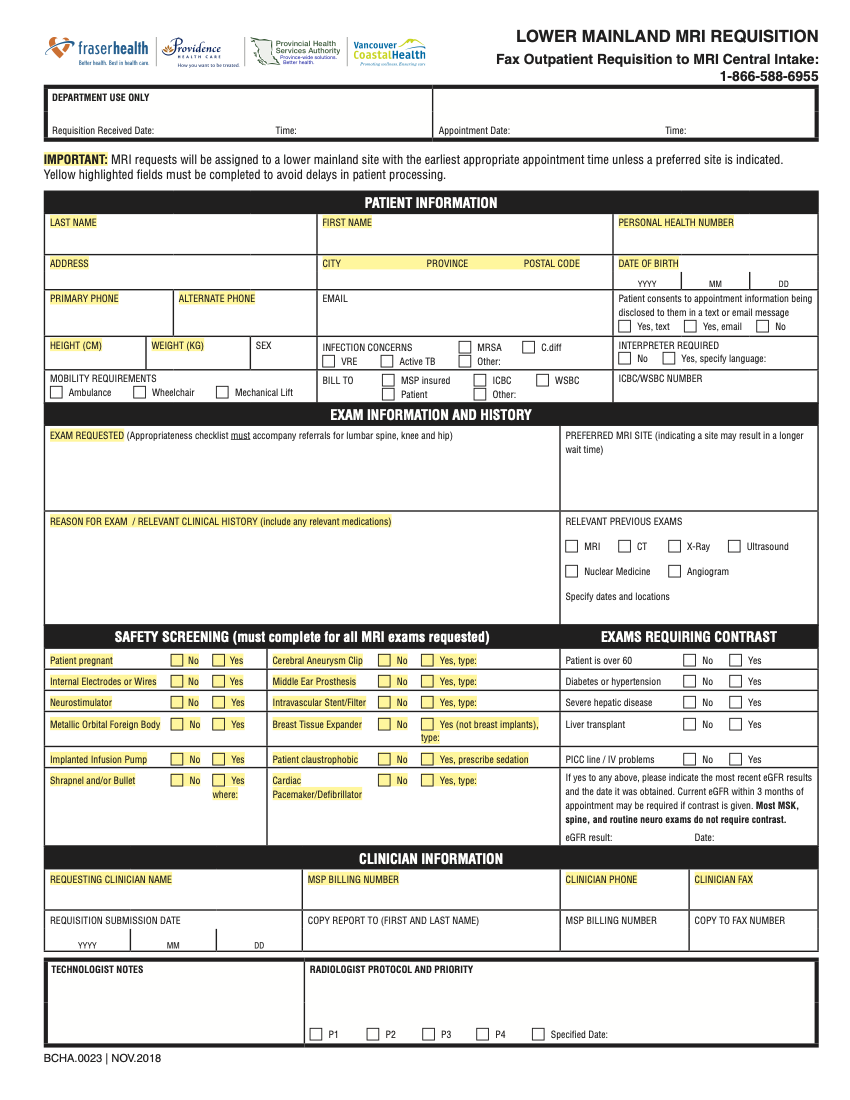 fraserhealth
Better health. Best in health care.
Providence
HEALTH CARE
How you want to be treated.
Provincial Health
Services Authority
Province-wide solutions.
Better health.
Vancouver
CoastalHealth
Promoting wellness. Ensuring care.
LOWER MAINLAND MRI REQUISITION
Fax Outpatient Requisition to MRI Central Intake:
1-866-588-6955
DEPARTMENT USE ONLY
Requisition Received Date: Time: Appointment Date: Time:
IMPORTANT: MRI requests will be assigned to a lower mainland site with the earliest appropriate appointment time unless a preferred site is indicated.
Yellow highlighted fields must be completed to avoid delays in patient processing.
PATIENT INFORMATION
LAST NAME FIRST NAME PERSONAL HEALTH NUMBER
ADDRESS CITY PROVINCE POSTAL CODE DATE OF BIRTH
YYYY MM DD
PRIMARY PHONE ALTERNATE PHONE EMAIL
Patient consents to appointment information being
disclosed to them in a text or email message
Yes, text Yes, email No
HEIGHT (CM) WEIGHT (KG) SEX
INFECTION CONCERNS MRSA C.diff
VRE Active TB Other:
INTERPRETER REQUIRED
No Yes, specify language:
MOBILITY REQUIREMENTS
Ambulance Wheelchair Mechanical Lift
BILL TO MSP insured ICBC WSBC
Patient Other:
ICBC/WSBC NUMBER
EXAM INFORMATION AND HISTORY
EXAM REQUESTED (Appropriateness checklist must accompany referrals for lumbar spine, knee and hip)
PREFERRED MRI SITE (indicating a site may result in a longer
wait time)
REASON FOR EXAM / RELEVANT CLINICAL HISTORY (include any relevant medications)
RELEVANT PREVIOUS EXAMS
MRI CT X-Ray Ultrasound
Nuclear Medicine Angiogram
Specify dates and locations
SAFETY SCREENING (must complete for all MRI exams requested) EXAMS REQUIRING CONTRAST
Patient pregnant No Yes Cerebral Aneurysm Clip No Yes, type: Patient is over 60 No Yes
Internal Electrodes or Wires No Yes Middle Ear Prosthesis No Yes, type: Diabetes or hypertension No Yes
Neurostimulator No Yes Intravascular Stent/Filter No Yes, type: Severe hepatic disease No Yes
Metallic Orbital Foreign Body No Yes Breast Tissue Expander No Yes (not breast implants), Liver transplant No Yes
type:
Implanted Infusion Pump No Yes Patient claustrophobic No Yes, prescribe sedation PICC line / IV problems No Yes
Shrapnel and/or Bullet No Yes Cardiac No Yes, type:
where: Pacemaker/Defibrillator
If yes to any above, please indicate the most recent eGFR results
and the date it was obtained. Current eGFR within 3 months of
appointment may be required if contrast is given. Most MSK,
spine, and routine neuro exams do not require contrast.
eGFR result: Date:
CLINICIAN INFORMATION
REQUESTING CLINICIAN NAME MSP BILLING NUMBER CLINICIAN PHONE CLINICIAN FAX
REQUISITION SUBMISSION DATE COPY REPORT TO (FIRST AND LAST NAME) MSP BILLING NUMBER COPY TO FAX NUMBER
YYYY MM DD
TECHNOLOGIST NOTES RADIOLOGIST PROTOCOL AND PRIORITY
P1 P2 P3 P4 Specified Date:
BCHA.0023 | NOV.2018